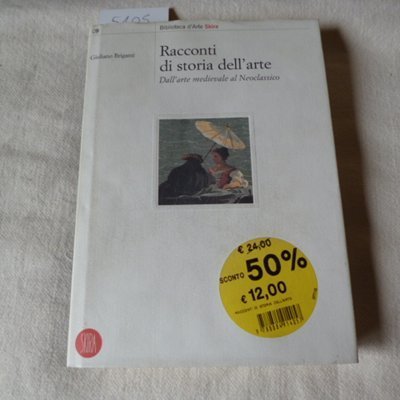 5105
Biblioteca d'Arte Skira
Giuliano Briganti
Racconti
di storia dell'arte
Dall'arte medievale al Neoclassico
€ 24,00
SCONTO 50%
€ 12,00
RACCONTI DI STORIA DELL'ARTE
SKIRA